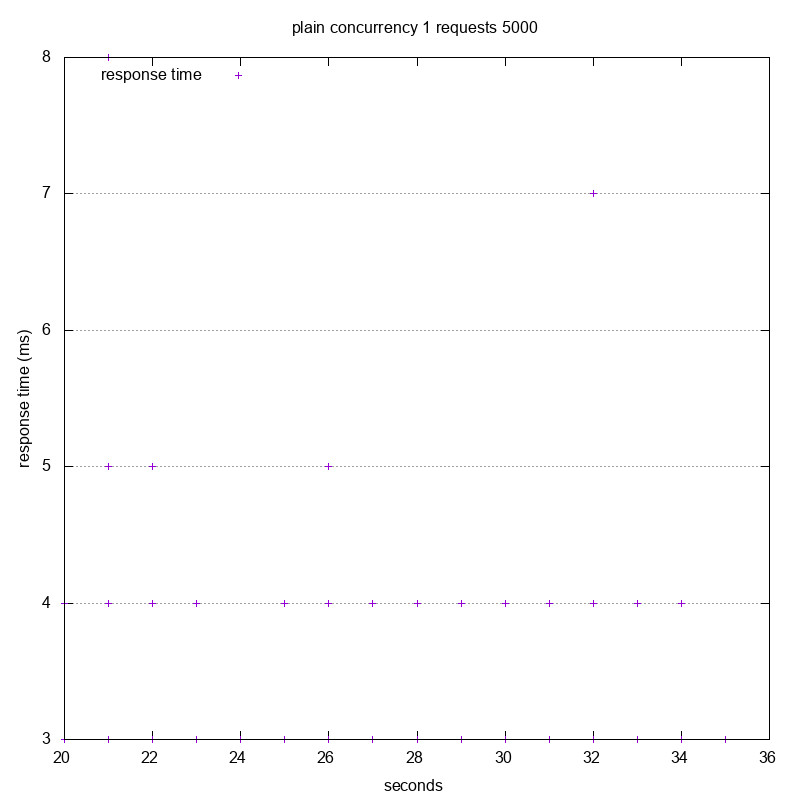 plain concurrency 1 requests 5000
8
response time
7
6
5
4
3
response time (ms)
20 22 24 26 28 30 32 34 36
seconds